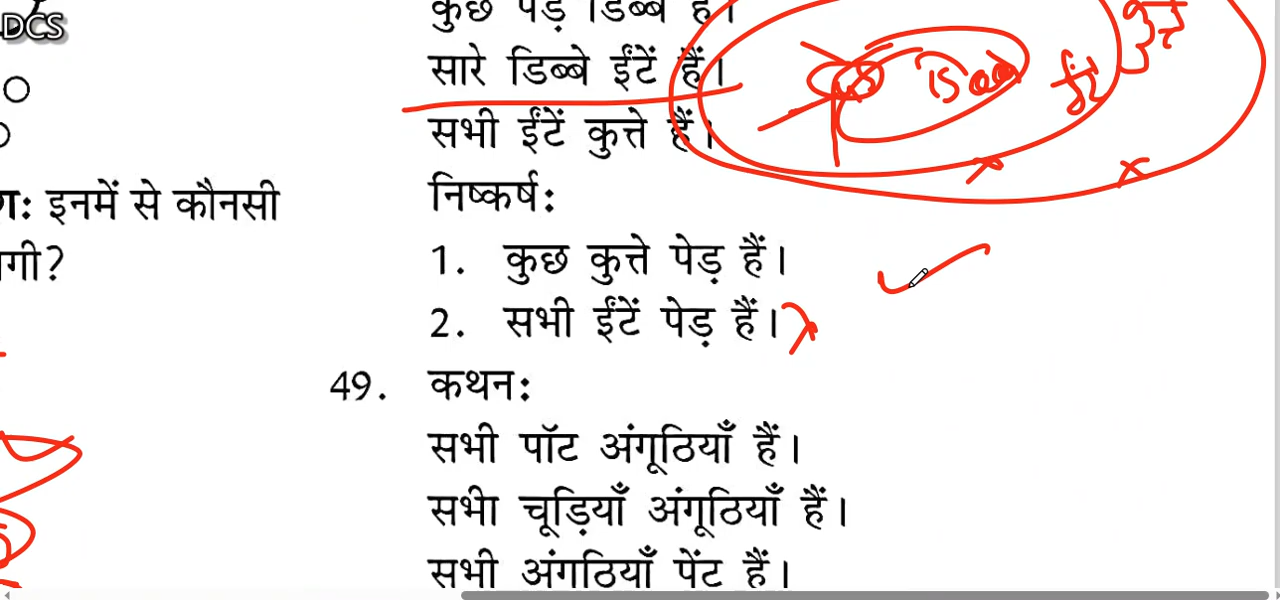 DCS
कुछ पेड़ डिब्बे हैं।
सारे डिब्बे ईंटें हैं।
सभी ईंटें कुत्ते हैं।
ाः इनमें से कौनसी
गी?
निष्कर्ष:
1. कुछ कुत्ते पेड़ हैं।
2. सभी ईंटें पेड़ हैं।
49. कथन:
सभी पॉट अंगूठियाँ हैं।
सभी चूड़ियाँ अंगूठियाँ हैं।
सभी अंगूठियाँ पेंट हैं।